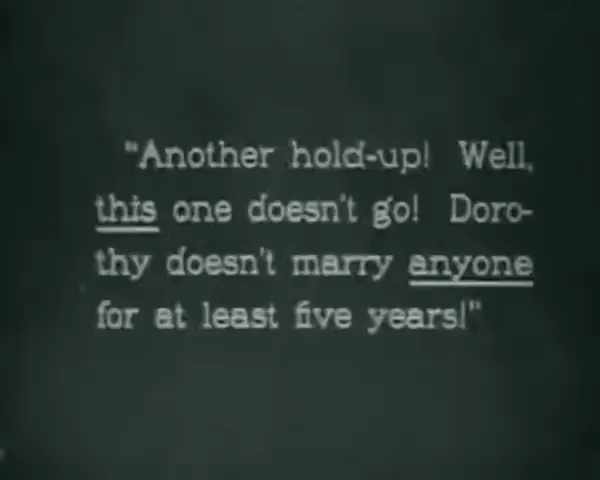 "Another hold-up! Well,
this one doesn't go! Doro-
thy doesn't marry anyone
for at least five years!"